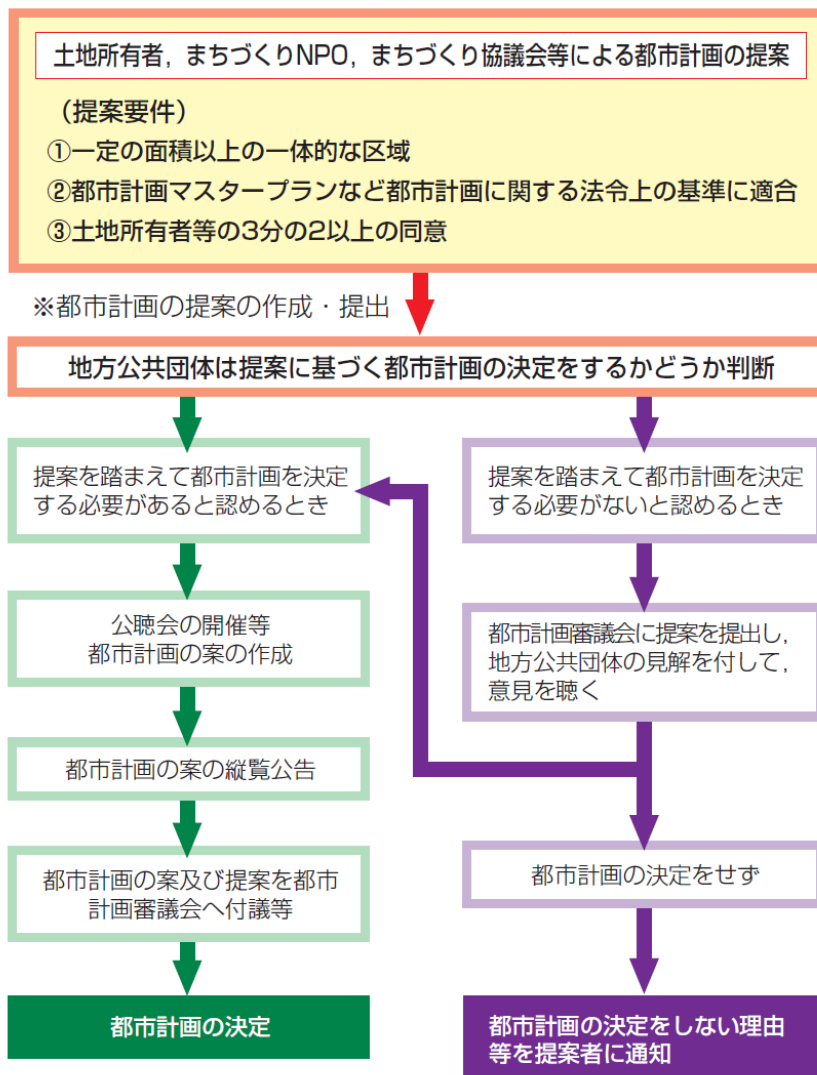 土地所有者，まちづくりNPO，まちづくり協議会等による都市計画の提案
（提案要件）
①一定の面積以上の一体的な区域
②都市計画マスタープランなど都市計画に関する法令上の基準に適合
③土地所有者等の3分の2以上の同意
※都市計画の提案の作成・提出
地方公共団体は提案に基づく都市計画の決定をするかどうか判断
提案を踏まえて都市計画を決定
する必要があると認めるとき
公聴会の開催等
都市計画の案の作成
都市計画の案の縦覧公告
都市計画の案及び提案を都市
計画審議会へ付議等
都市計画の決定
提案を踏まえて都市計画を決定
する必要がないと認めるとき
都市計画審議会に提案を提出し，
地方公共団体の見解を付して，
意見を聴く
都市計画の決定をせず
都市計画の決定をしない理由
等を提案者に通知